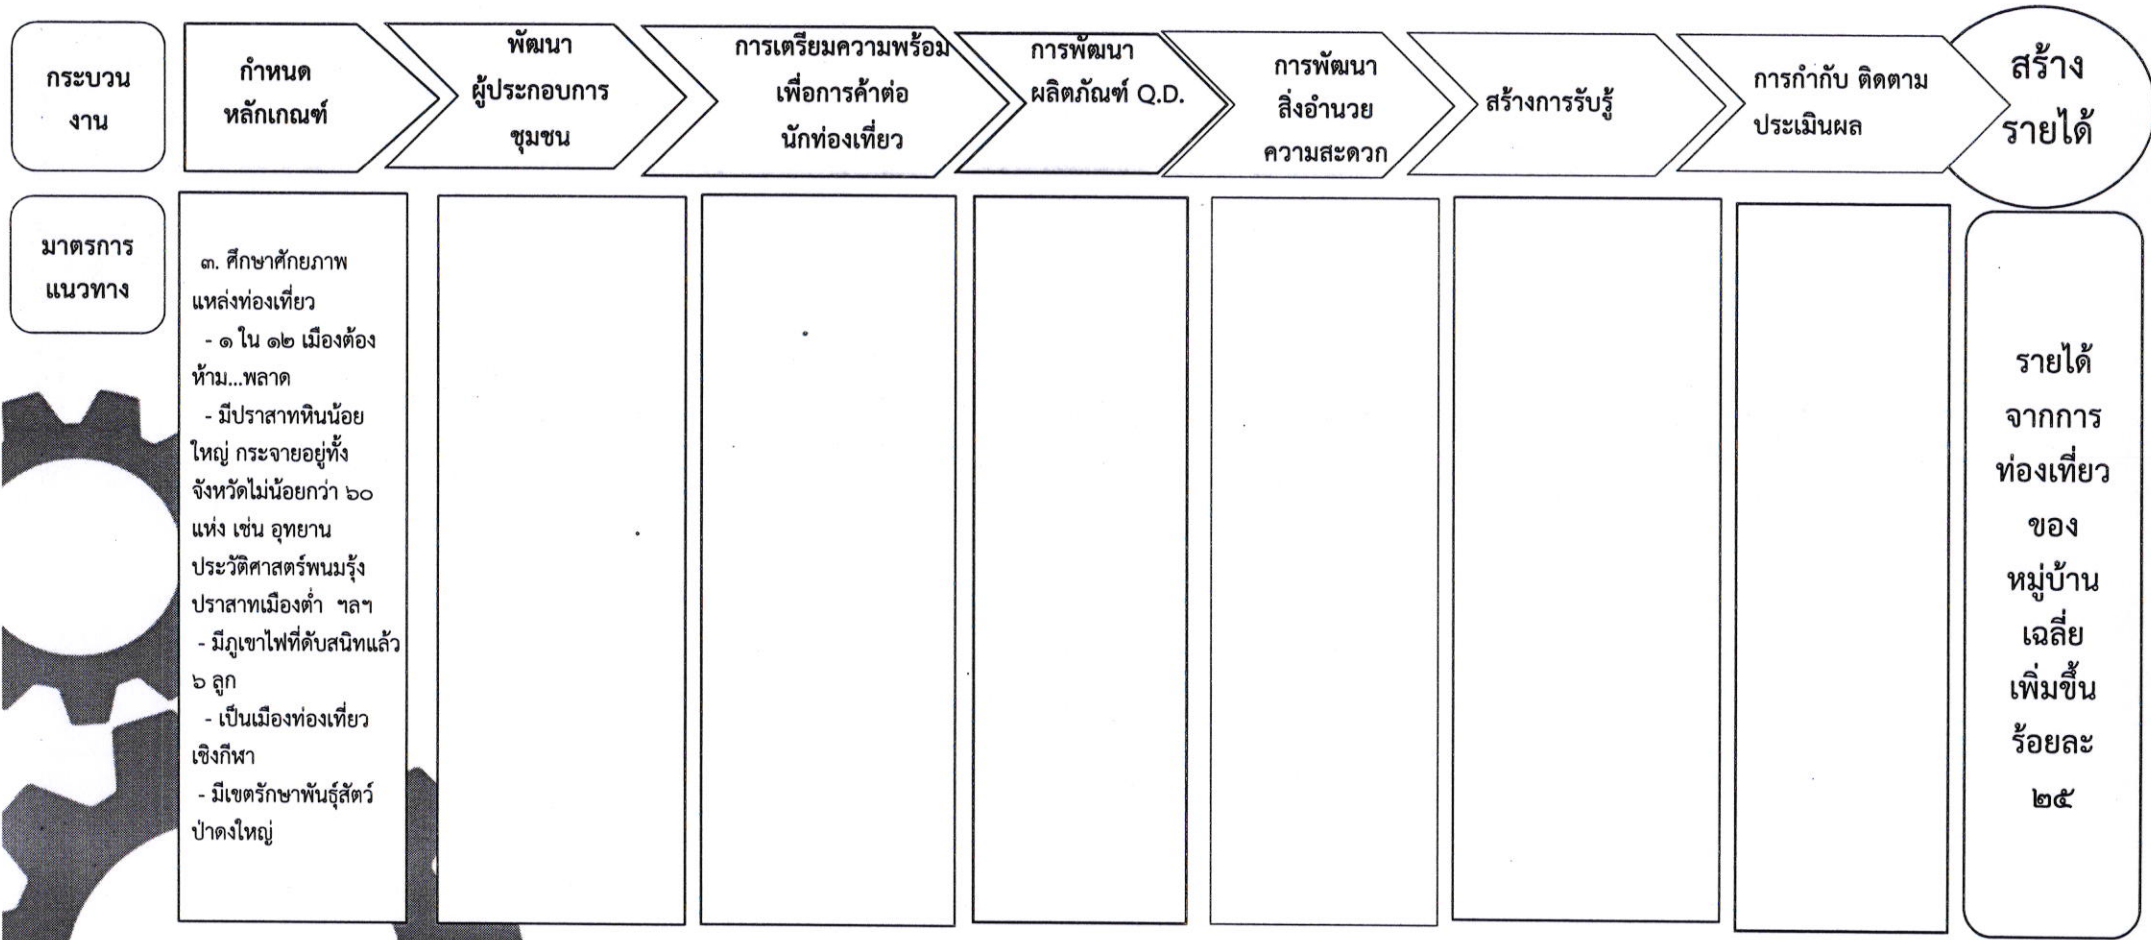 กระบวน
งาน
กำหนด
หลักเกณฑ์
พัฒนา
ผู้ประกอบการ
ชุมชน
การเตรียมความพร้อม
เพื่อการค้าต่อ
นักท่องเที่ยว
การพัฒนา
ผลิตภัณฑ์ Q.D.
การพัฒนา
สิ่งอำนวย
ความสะดวก
สร้างการรับรู้
การกำกับ ติดตาม
ประเมินผล
สร้าง
รายได้
มาตรการ
แนวทาง
๓. ศึกษาศักยภาพ
แหล่งท่องเที่ยว
- ๑ ใน ๑๒ เมืองต้อง
ห้าม...พลาด
- มีปราสาทหินน้อย
ใหญ่ กระจายอยู่ทั้ง
จังหวัดไม่น้อยกว่า ๖๐
แห่ง เช่น อุทยาน
ประวัติศาสตร์พนมรุ้ง
ปราสาทเมืองต่ำ ฯลฯ
- มีภูเขาไฟที่ดับสนิทแล้ว
๖ ลูก
- เป็นเมืองท่องเที่ยว
เชิงกีฬา
- มีเขตรักษาพันธุ์สัตว์
ป่าดงใหญ่
รายได้
จากการ
ท่องเที่ยว
ของ
หมู่บ้าน
เฉลี่ย
เพิ่มขึ้น
ร้อยละ
๒๕